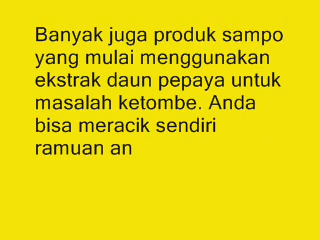 Banyak juga produk sampo
yang mulai menggunakan
ekstrak daun pepaya untuk
masalah ketombe. Anda
bisa meracik sendiri
ramuan an